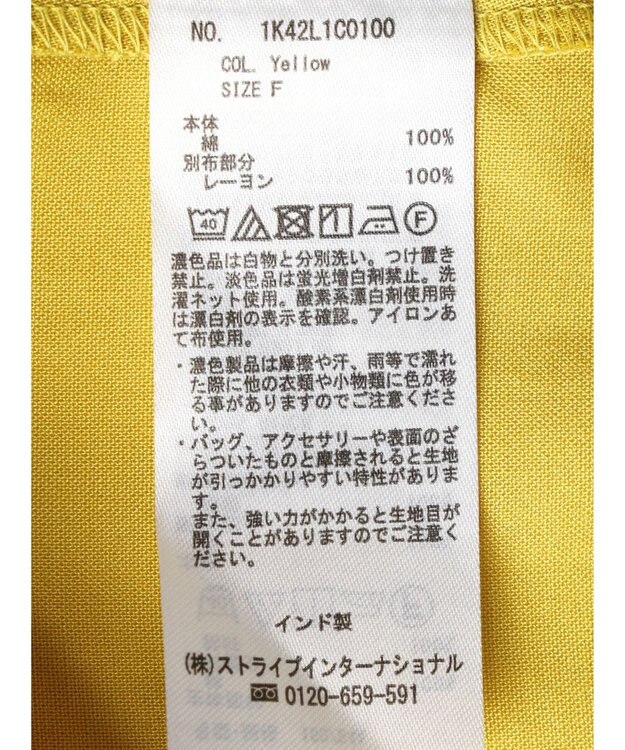 NO. 1K42L1C0100
COL. Yellow
SIZE F
本体
綿 100%
別布部分
レーヨン 100%
40 F
濃色品は白物と分別洗い。つけ置き
禁止。淡色品は蛍光増白剤禁止。洗
濯ネット使用。酸素系漂白剤使用時
は漂白剤の表示を確認。アイロンあ
て布使用。
・濃色製品は摩擦や汗、雨等で濡れ
た際に他の衣類や小物類に色が移
る事がありますのでご注意くださ
い。
・バッグ、アクセサリーや表面のざ
らついたものと摩擦されると生地
が引っかかりやすい特性がありま
す。
また、強い力がかかると生地目が
開くことがありますのでご注意く
ださい。
インド製
(株)ストライプインターナショナル
0120-659-591